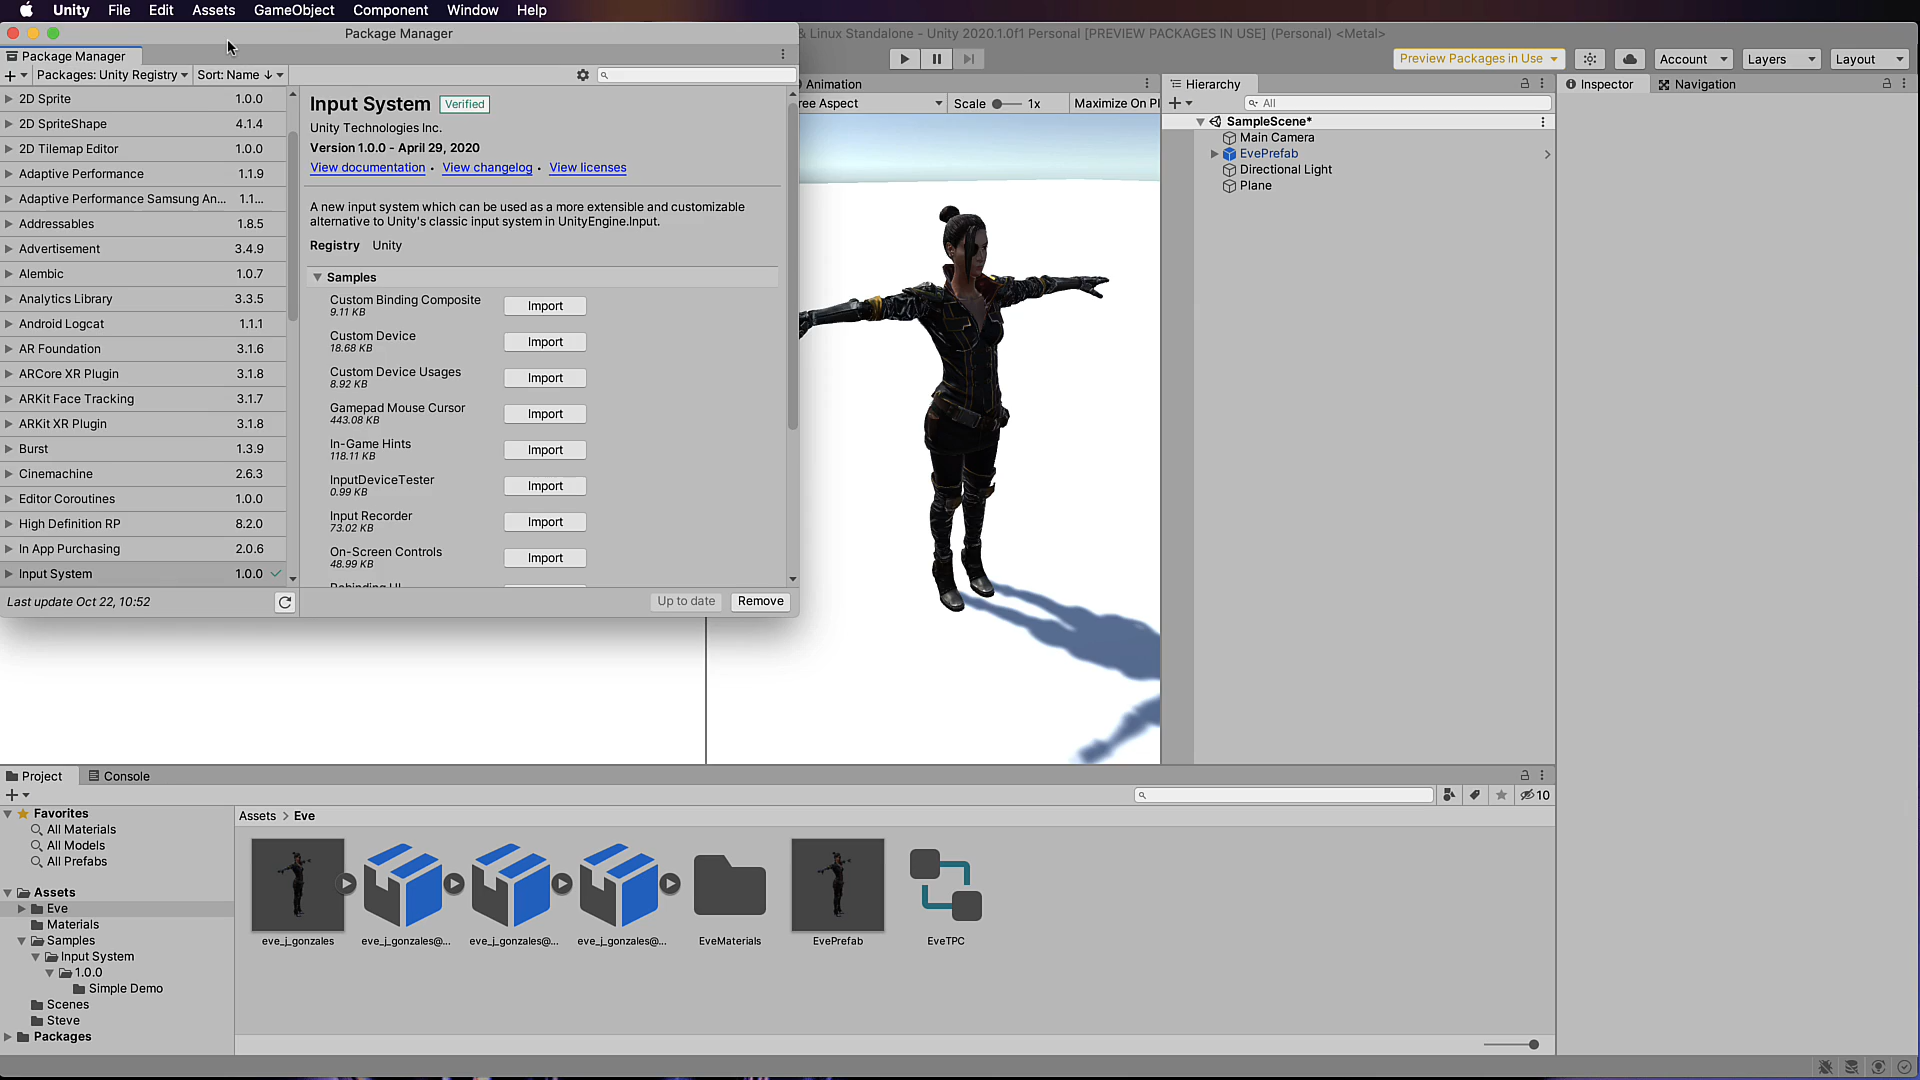 Unity File Edit Assets GameObject Component Window Help
Package Manager
& Linux Standalone - Unity 2020.1.0f1 Personal [PREVIEW PACKAGES IN USE] (Personal) <Metal>
Package Manager
Preview Packages in Use Account Layers Layout
Packages: Unity Registry Sort: Name ↓
Animation
Hierarchy
Inspector Navigation
ree Aspect Scale 1x Maximize On Pl
All
2D Sprite 1.0.0
2D SpriteShape 4.1.4
2D Tilemap Editor 1.0.0
Adaptive Performance 1.1.9
Adaptive Performance Samsung An... 1.1...
Addressables 1.8.5
Advertisement 3.4.9
Alembic 1.0.7
Analytics Library 3.3.5
Android Logcat 1.1.1
AR Foundation 3.1.6
ARCore XR Plugin 3.1.8
ARKit Face Tracking 3.1.7
ARKit XR Plugin 3.1.8
Burst 1.3.9
Cinemachine 2.6.3
Editor Coroutines 1.0.0
High Definition RP 8.2.0
In App Purchasing 2.0.6
Input System 1.0.0
Last update Oct 22, 10:52
Input System Verified
Unity Technologies Inc.
Version 1.0.0 - April 29, 2020
View documentation · View changelog · View licenses
A new input system which can be used as a more extensible and customizable
alternative to Unity's classic input system in UnityEngine.Input.
Registry Unity
Samples
Custom Binding Composite Import
9.11 KB
Custom Device Import
18.68 KB
Custom Device Usages Import
8.92 KB
Gamepad Mouse Cursor Import
443.08 KB
In-Game Hints Import
118.11 KB
InputDeviceTester Import
0.99 KB
Input Recorder Import
73.02 KB
On-Screen Controls Import
48.99 KB
Rebinding UI
Up to date Remove
SampleScene*
Main Camera
EvePrefab
Directional Light
Plane
Project Console
10
Favorites
All Materials
All Models
All Prefabs
Assets
Eve
Materials
Samples
Input System
1.0.0
Simple Demo
Scenes
Steve
Packages
Assets > Eve
eve_j_gonzales eve_j_gonzales@... eve_j_gonzales@... eve_j_gonzales@... EveMaterials EvePrefab EveTPC